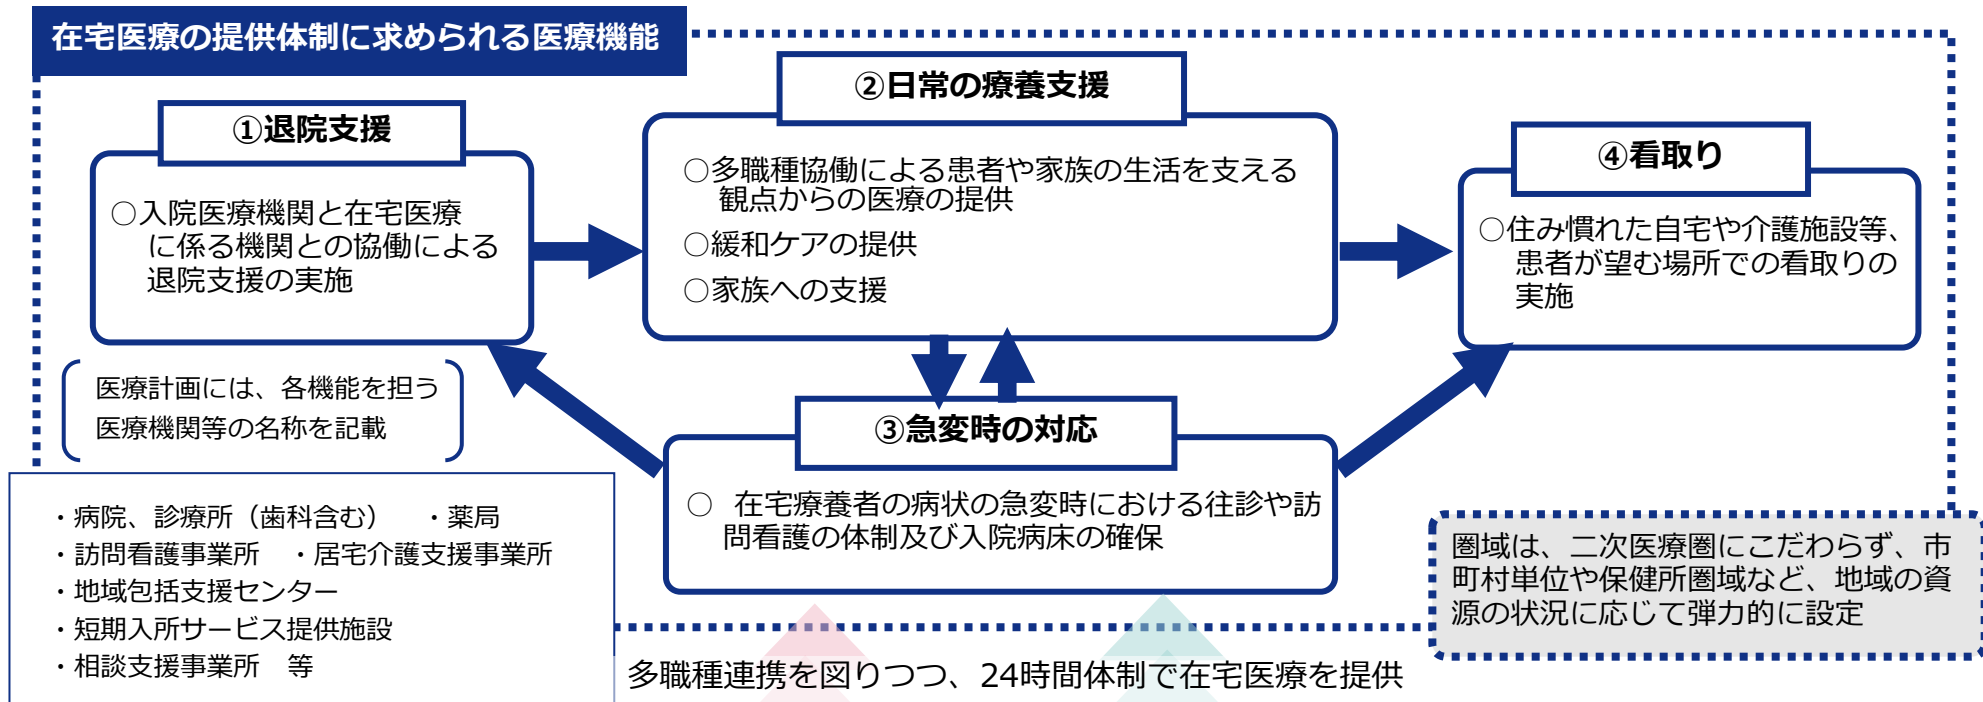 在宅医療の提供体制に求められる医療機能
①退院支援
○入院医療機関と在宅医療
に係る機関との協働による
退院支援の実施
②日常の療養支援
○多職種協働による患者や家族の生活を支える
観点からの医療の提供
○緩和ケアの提供
○家族への支援
④看取り
○住み慣れた自宅や介護施設等、
患者が望む場所での看取りの
実施
医療計画には、各機能を担う
医療機関等の名称を記載
③急変時の対応
○ 在宅療養者の病状の急変時における往診や訪
問看護の体制及び入院病床の確保
・病院、診療所（歯科含む） ・薬局
・訪問看護事業所 ・居宅介護支援事業所
・地域包括支援センター
・短期入所サービス提供施設
・相談支援事業所 等
圏域は、二次医療圏にこだわらず、市
町村単位や保健所圏域など、地域の資
源の状況に応じて弾力的に設定
多職種連携を図りつつ、24時間体制で在宅医療を提供